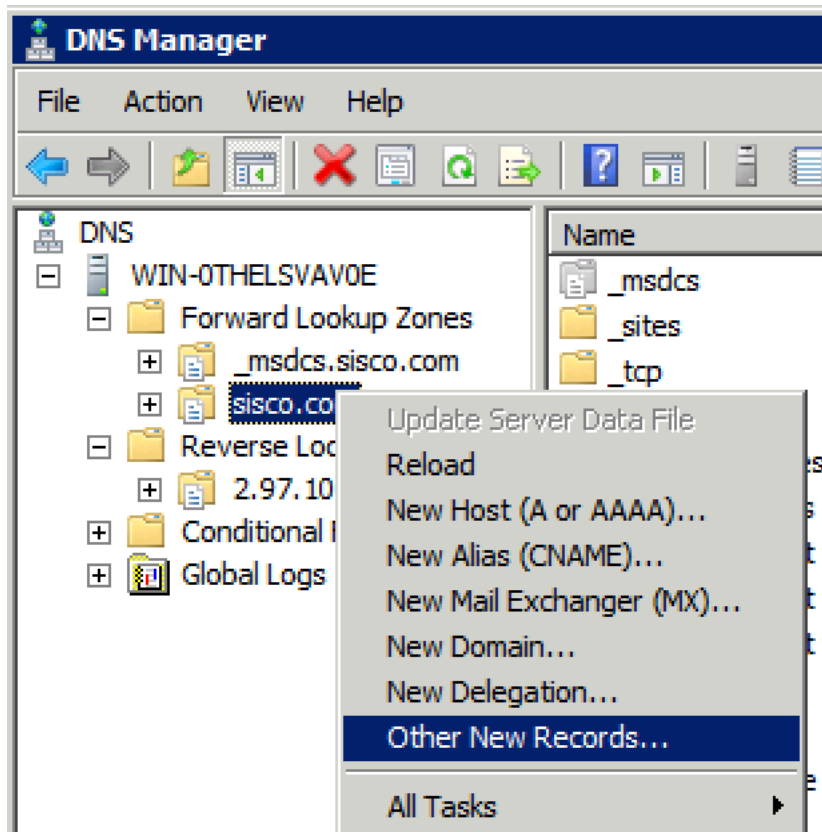 DNS Manager
File Action View Help
DNS
WIN-0THELSVAV0E
Forward Lookup Zones
_msdcs.sisco.com
sisco.co
Reverse Loo
2.97.10
Conditional
Global Logs
Name
_msdcs
_sites
_tcp
Update Server Data File
Reload
New Host (A or AAAA)...
New Alias (CNAME)...
New Mail Exchanger (MX)...
New Domain...
New Delegation...
Other New Records...
All Tasks